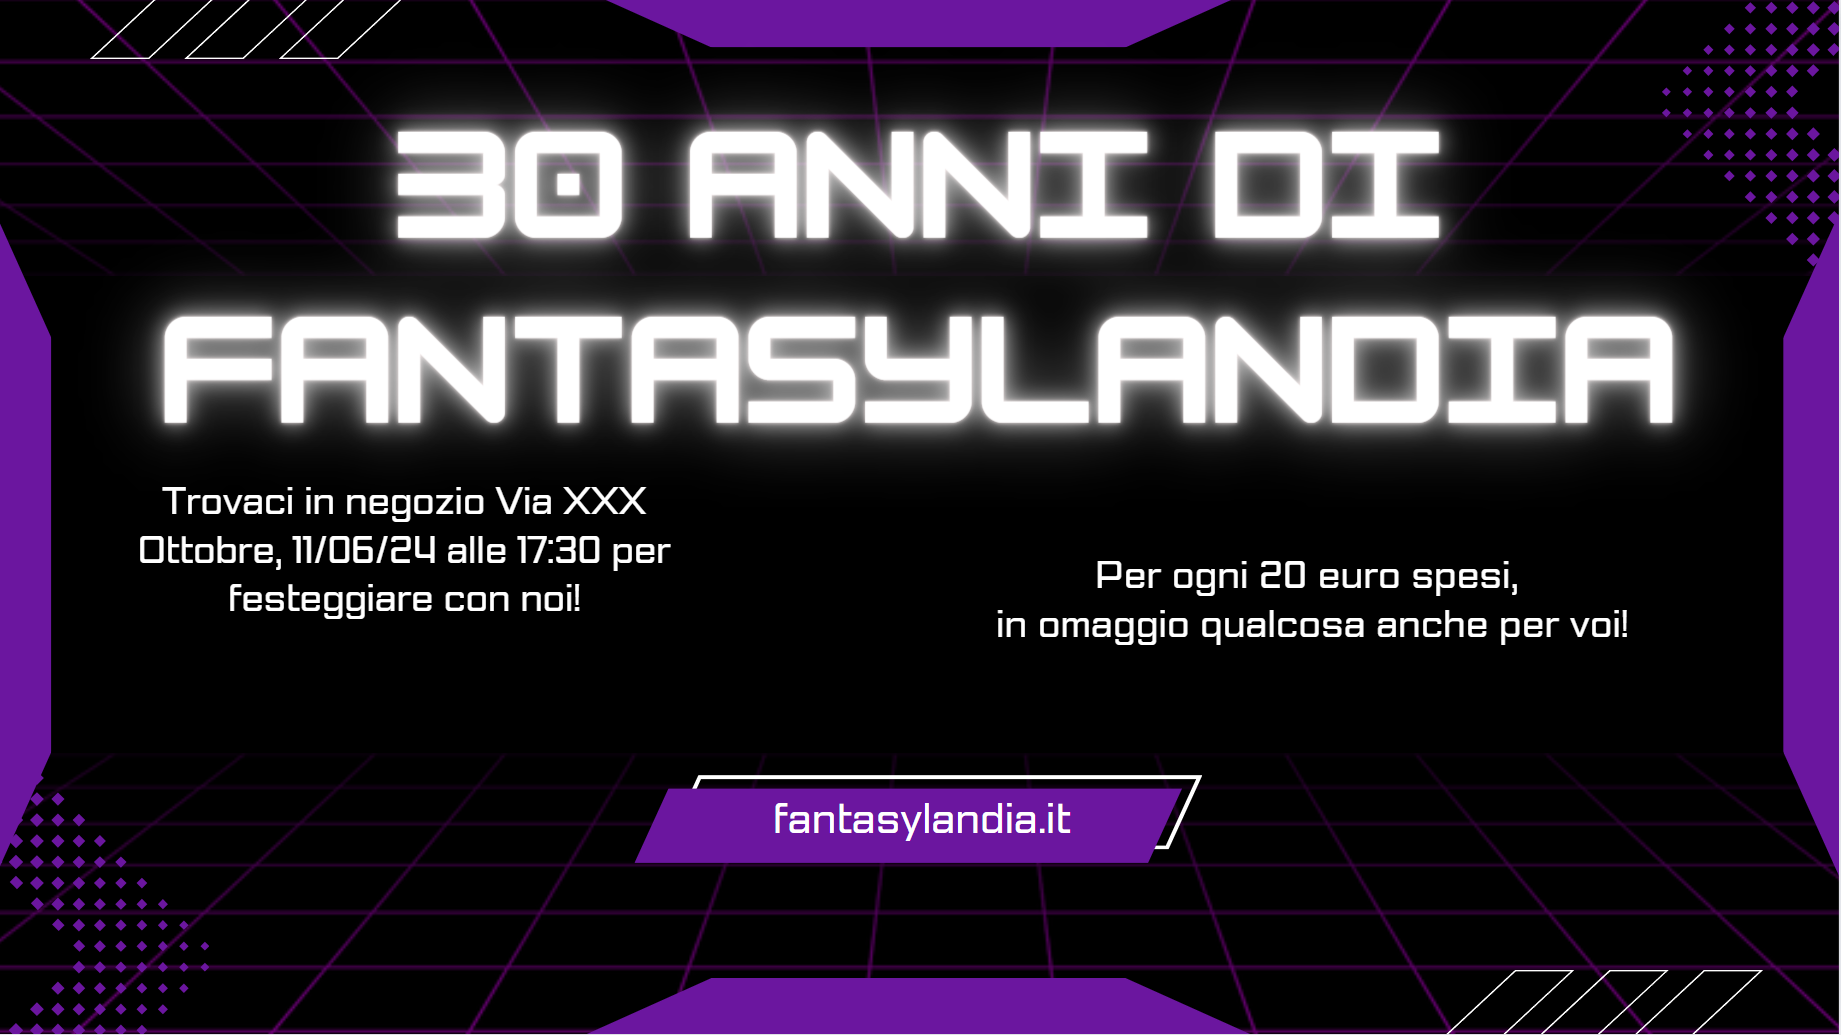 30 ANNI DI
FANTASYLANDIA
Trovaci in negozio Via XXX
Ottobre, 11/06/24 alle 17:30 per
festeggiare con noi!
Per ogni 20 euro spesi,
in omaggio qualcosa anche per voi!
fantasylandia.it